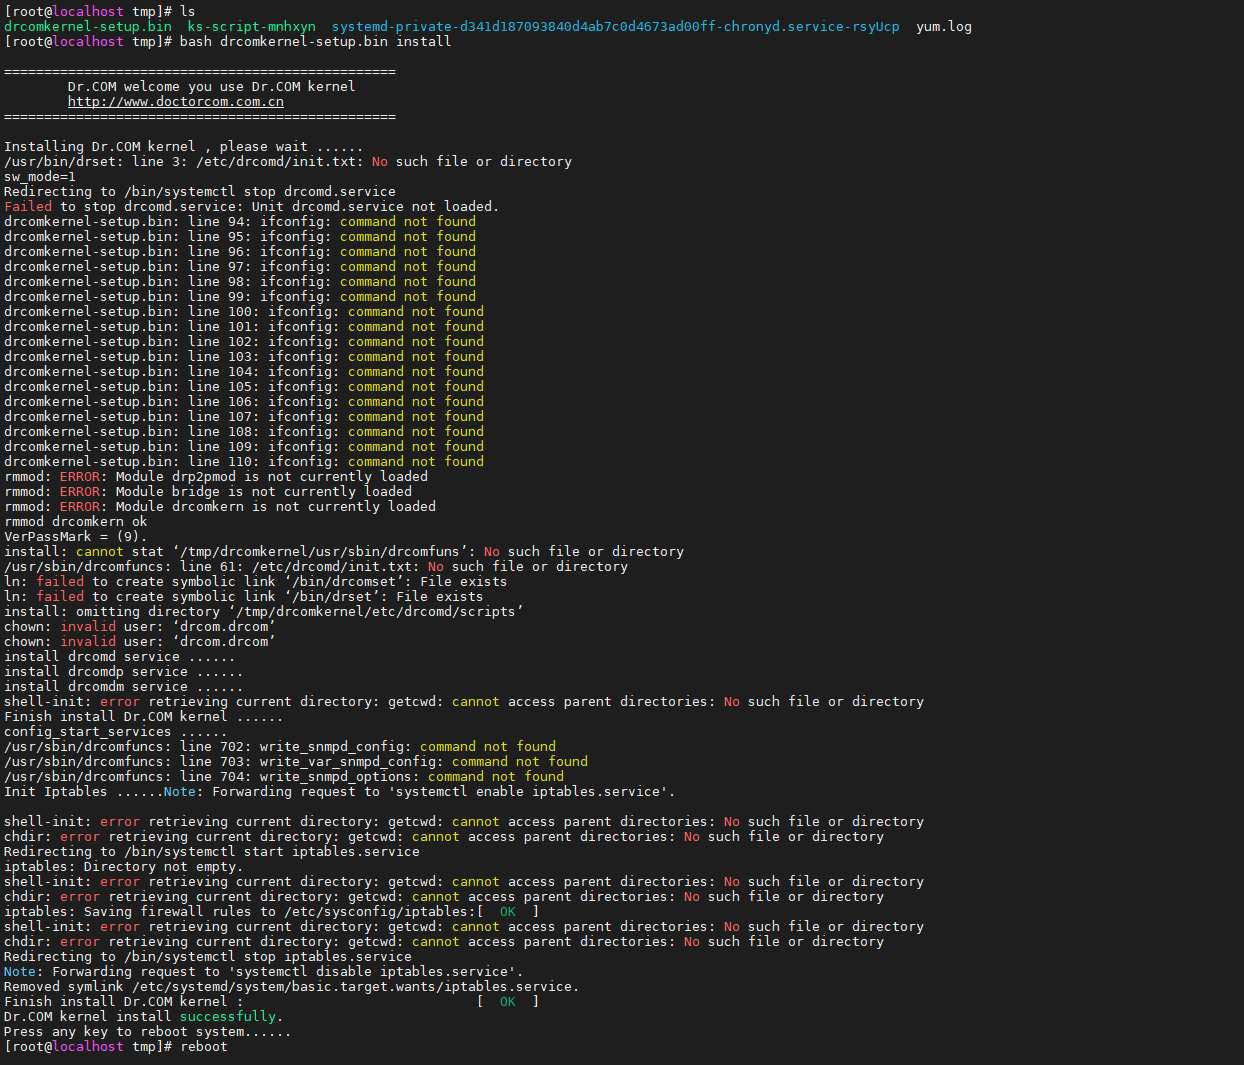 [root@localhost tmp]# ls
drcomkernel-setup.bin  ks-script-mnhxyn  systemd-private-d341d187093840d4ab7c0d4673ad00ff-chronyd.service-rsyUcp  yum.log
[root@localhost tmp]# bash drcomkernel-setup.bin install
=================================================
Dr.COM welcome you use Dr.COM kernel
http://www.doctorcom.com.cn
=================================================
Installing Dr.COM kernel , please wait ......
/usr/bin/drset: line 3: /etc/drcomd/init.txt: No such file or directory
sw_mode=1
Redirecting to /bin/systemctl stop drcomd.service
Failed to stop drcomd.service: Unit drcomd.service not loaded.
drcomkernel-setup.bin: line 94: ifconfig: command not found
drcomkernel-setup.bin: line 95: ifconfig: command not found
drcomkernel-setup.bin: line 96: ifconfig: command not found
drcomkernel-setup.bin: line 97: ifconfig: command not found
drcomkernel-setup.bin: line 98: ifconfig: command not found
drcomkernel-setup.bin: line 99: ifconfig: command not found
drcomkernel-setup.bin: line 100: ifconfig: command not found
drcomkernel-setup.bin: line 101: ifconfig: command not found
drcomkernel-setup.bin: line 102: ifconfig: command not found
drcomkernel-setup.bin: line 103: ifconfig: command not found
drcomkernel-setup.bin: line 104: ifconfig: command not found
drcomkernel-setup.bin: line 105: ifconfig: command not found
drcomkernel-setup.bin: line 106: ifconfig: command not found
drcomkernel-setup.bin: line 107: ifconfig: command not found
drcomkernel-setup.bin: line 108: ifconfig: command not found
drcomkernel-setup.bin: line 109: ifconfig: command not found
drcomkernel-setup.bin: line 110: ifconfig: command not found
rmmod: ERROR: Module drp2pmod is not currently loaded
rmmod: ERROR: Module bridge is not currently loaded
rmmod: ERROR: Module drcomkern is not currently loaded
rmmod drcomkern ok
VerPassMark = (9).
install: cannot stat ‘/tmp/drcomkernel/usr/sbin/drcomfuns’: No such file or directory
/usr/sbin/drcomfuncs: line 61: /etc/drcomd/init.txt: No such file or directory
ln: failed to create symbolic link ‘/bin/drcomset’: File exists
ln: failed to create symbolic link ‘/bin/drset’: File exists
install: omitting directory ‘/tmp/drcomkernel/etc/drcomd/scripts’
chown: invalid user: ‘drcom.drcom’
chown: invalid user: ‘drcom.drcom’
install drcomd service ......
install drcomdp service ......
install drcomdm service ......
shell-init: error retrieving current directory: getcwd: cannot access parent directories: No such file or directory
Finish install Dr.COM kernel ......
config_start_services ......
/usr/sbin/drcomfuncs: line 702: write_snmpd_config: command not found
/usr/sbin/drcomfuncs: line 703: write_var_snmpd_config: command not found
/usr/sbin/drcomfuncs: line 704: write_snmpd_options: command not found
Init Iptables ......Note: Forwarding request to 'systemctl enable iptables.service'.
shell-init: error retrieving current directory: getcwd: cannot access parent directories: No such file or directory
chdir: error retrieving current directory: getcwd: cannot access parent directories: No such file or directory
Redirecting to /bin/systemctl start iptables.service
iptables: Directory not empty.
shell-init: error retrieving current directory: getcwd: cannot access parent directories: No such file or directory
chdir: error retrieving current directory: getcwd: cannot access parent directories: No such file or directory
iptables: Saving firewall rules to /etc/sysconfig/iptables:[  OK  ]
shell-init: error retrieving current directory: getcwd: cannot access parent directories: No such file or directory
chdir: error retrieving current directory: getcwd: cannot access parent directories: No such file or directory
Redirecting to /bin/systemctl stop iptables.service
Note: Forwarding request to 'systemctl disable iptables.service'.
Removed symlink /etc/systemd/system/basic.target.wants/iptables.service.
Finish install Dr.COM kernel :                             [  OK  ]
Dr.COM kernel install successfully.
Press any key to reboot system......
[root@localhost tmp]# reboot